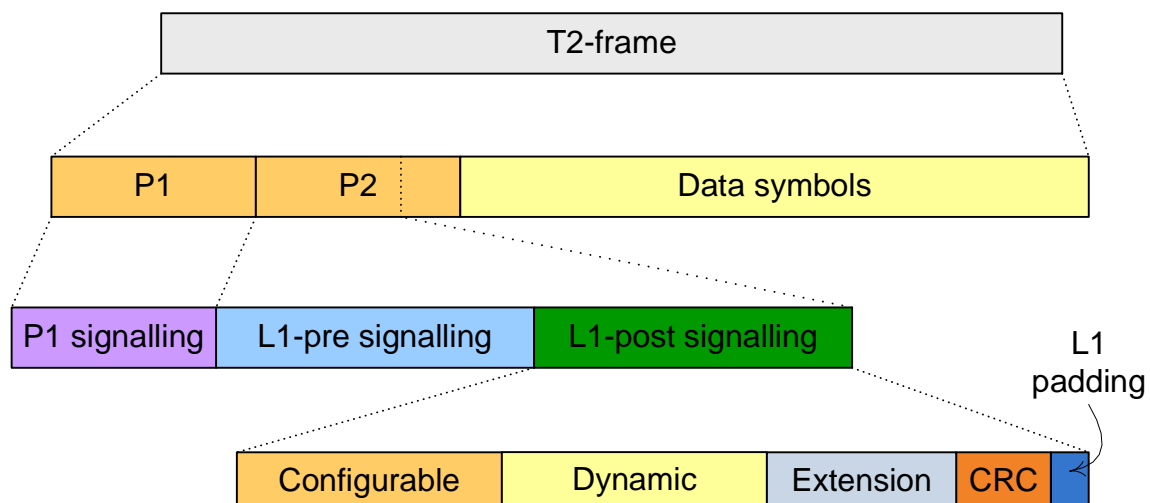 T2-frame
P1 P2 Data symbols
P1 signalling L1-pre signalling L1-post signalling
L1
padding
Configurable Dynamic Extension CRC